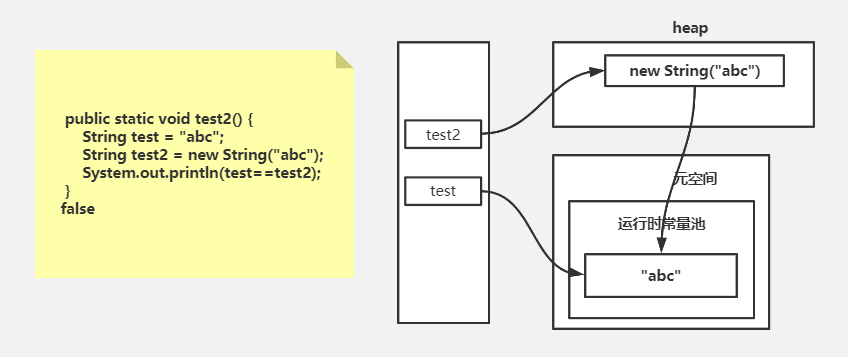 public static void test2() {
String test = "abc";
String test2 = new String("abc");
System.out.println(test==test2);
}
false
heap
new String("abc")
test2
test
元空间
运行时常量池
"abc"